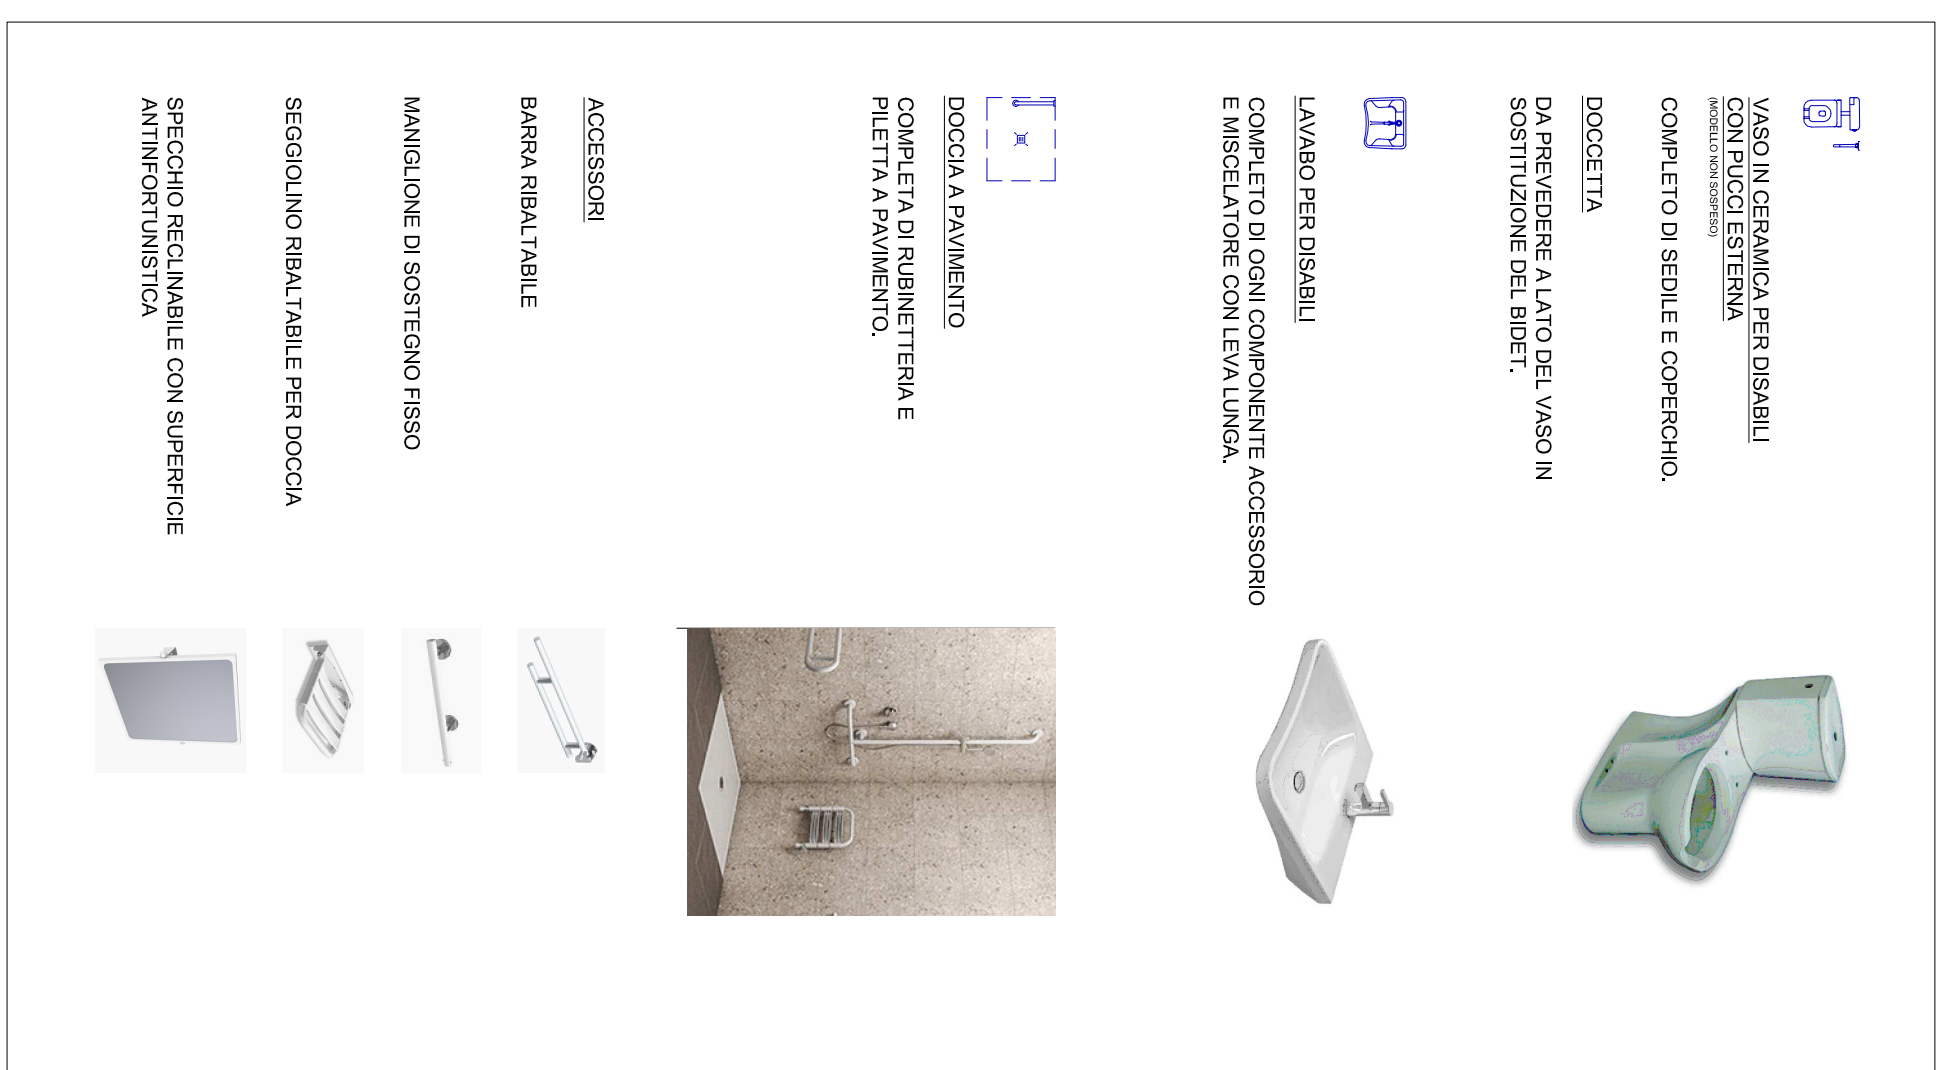 VASO IN CERAMICA PER DISABILI
CON PUCCI ESTERNA
(MODELLO NON SOSPESO)
COMPLETO DI SEDILE E COPERCHIO.
DOCCETTA
DA PREVEDERE A LATO DEL VASO IN
SOSTITUZIONE DEL BIDET.
LAVABO PER DISABILI
COMPLETO DI OGNI COMPONENTE ACCESSORIO
E MISCELATORE CON LEVA LUNGA.
DOCCIA A PAVIMENTO
COMPLETA DI RUBINETTERIA E
PILETTA A PAVIMENTO.
ACCESSORI
BARRA RIBALTABILE
MANIGLIONE DI SOSTEGNO FISSO
SEGGIOLINO RIBALTABILE PER DOCCIA
SPECCHIO RECLINABILE CON SUPERFICIE
ANTINFORTUNISTICA